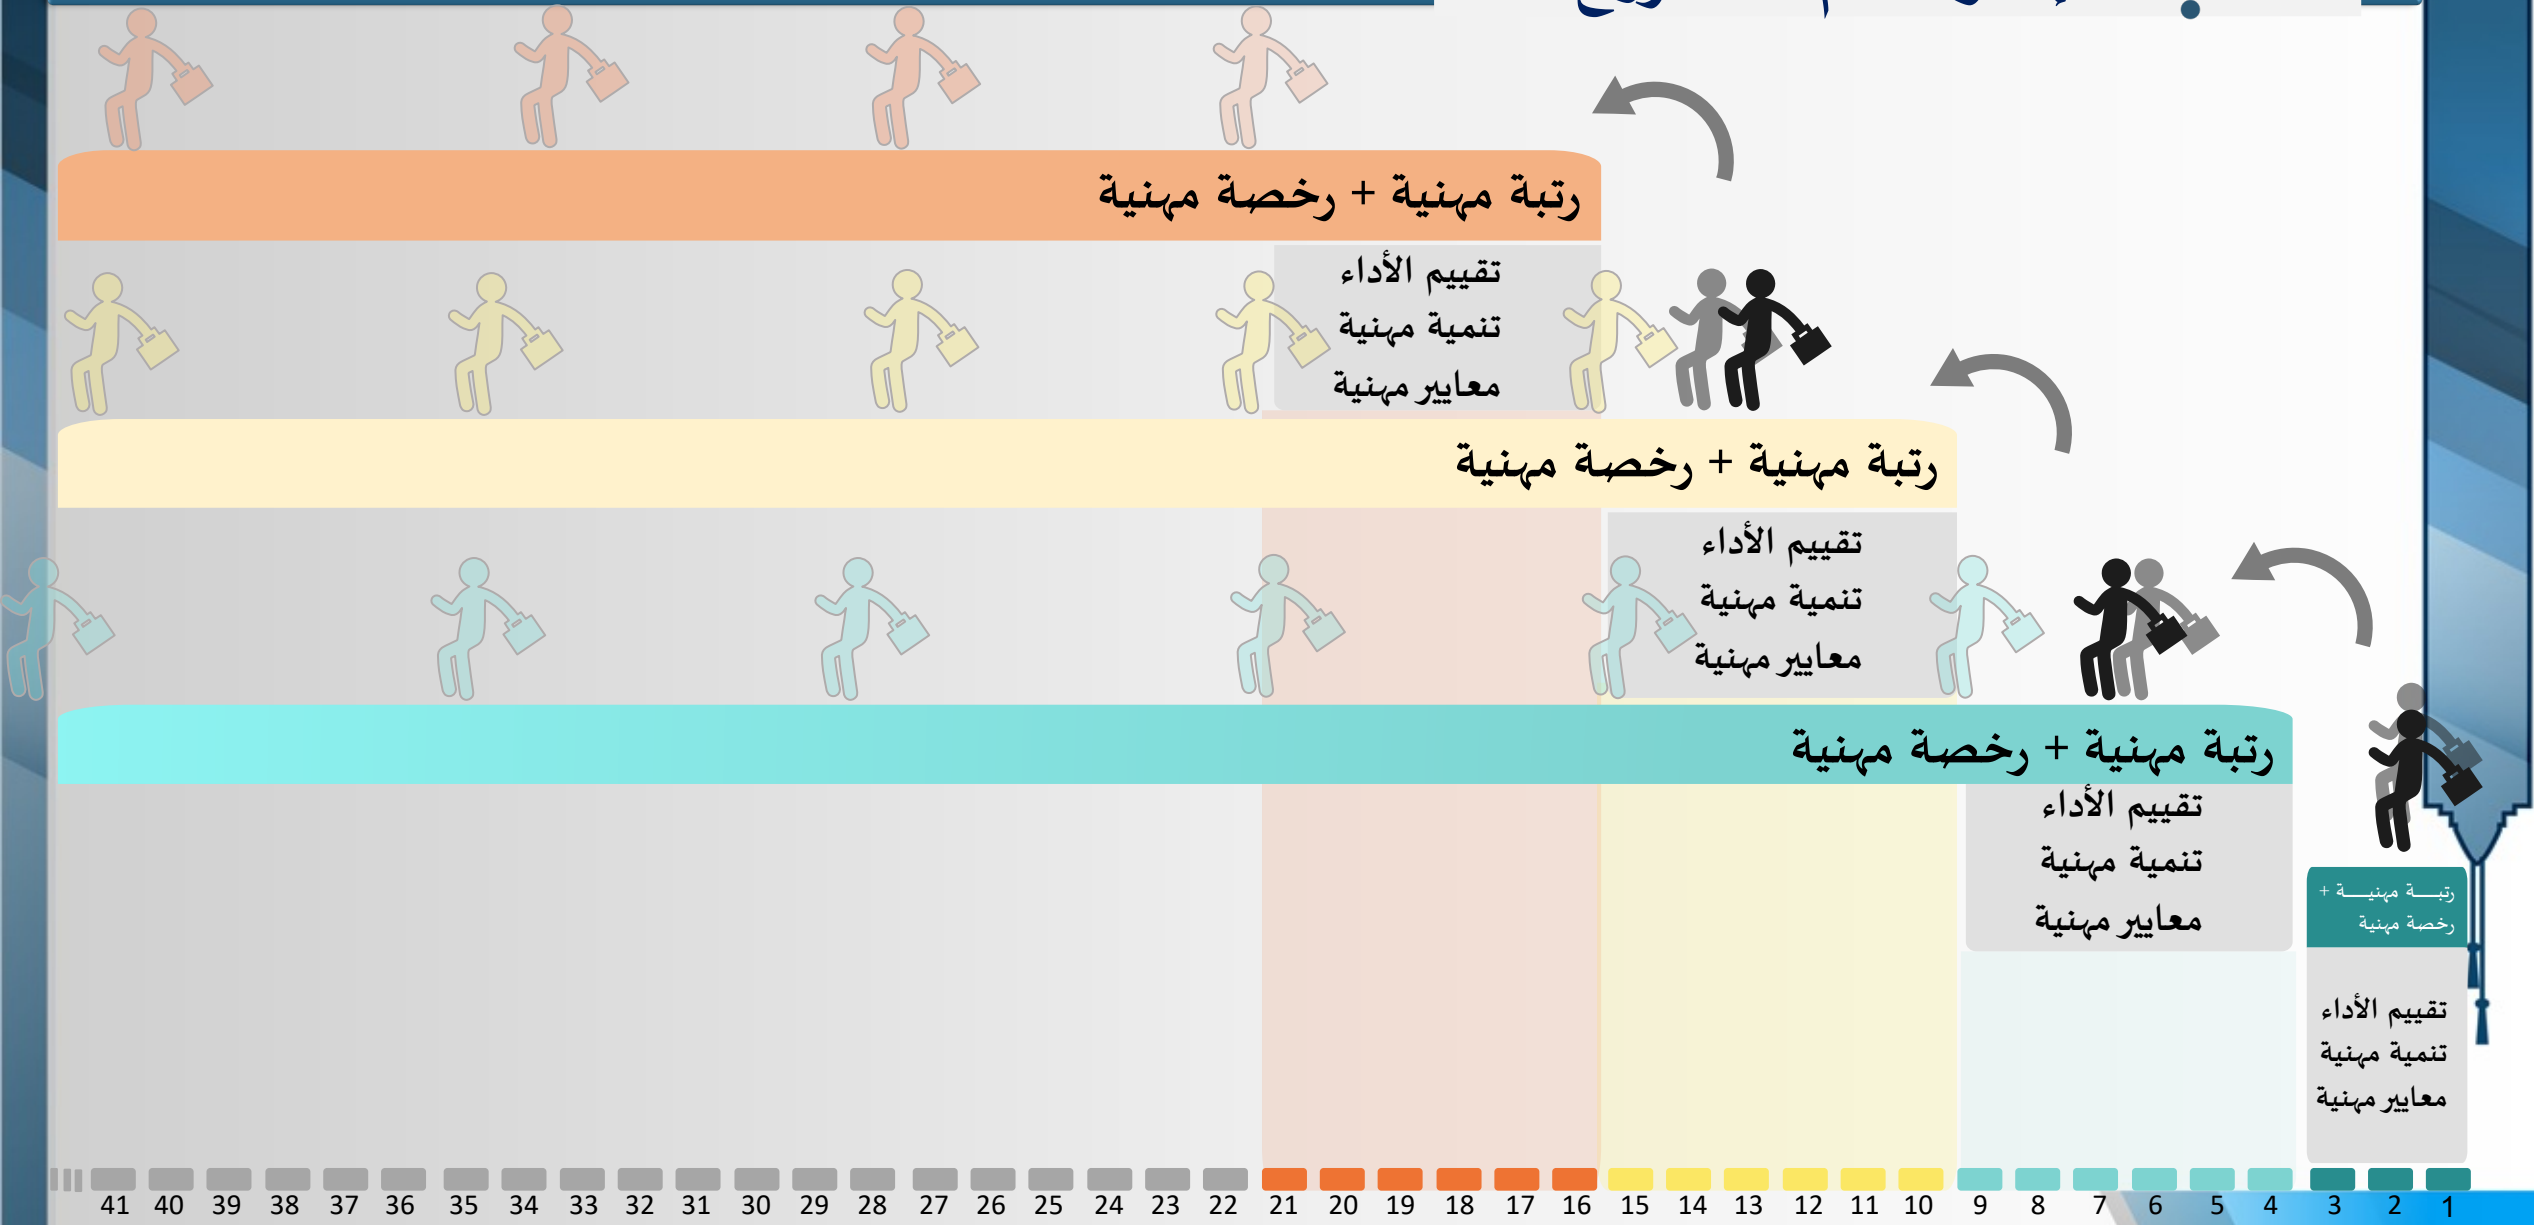 رتبة مهنية + رخصة مهنية
تقييم الأداء
تنمية مهنية
معايير مهنية
رتبة مهنية + رخصة مهنية
تقييم الأداء
تنمية مهنية
معايير مهنية
رتبة مهنية + رخصة مهنية
تقييم الأداء
تنمية مهنية
معايير مهنية
رتبــــة مهنيــــة +
رخصة مهنية
تقييم الأداء
تنمية مهنية
معايير مهنية
41 40 39 38 37 36 35 34 33 32 31 30 29 28 27 26 25 24 23 22 21 20 19 18 17 16 15 14 13 12 11 10 9 8 7 6 5 4 3 2 1